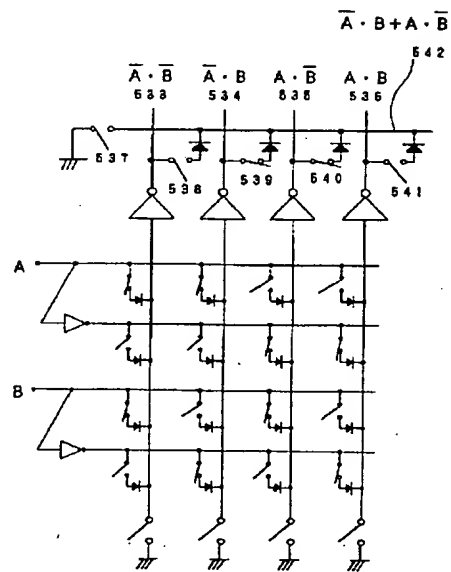 A̅ · B + A · B̅
542
A̅ · B̅ A̅ · B A · B̅ A · B
533 534 535 536
537 538 539 540 541
A
B